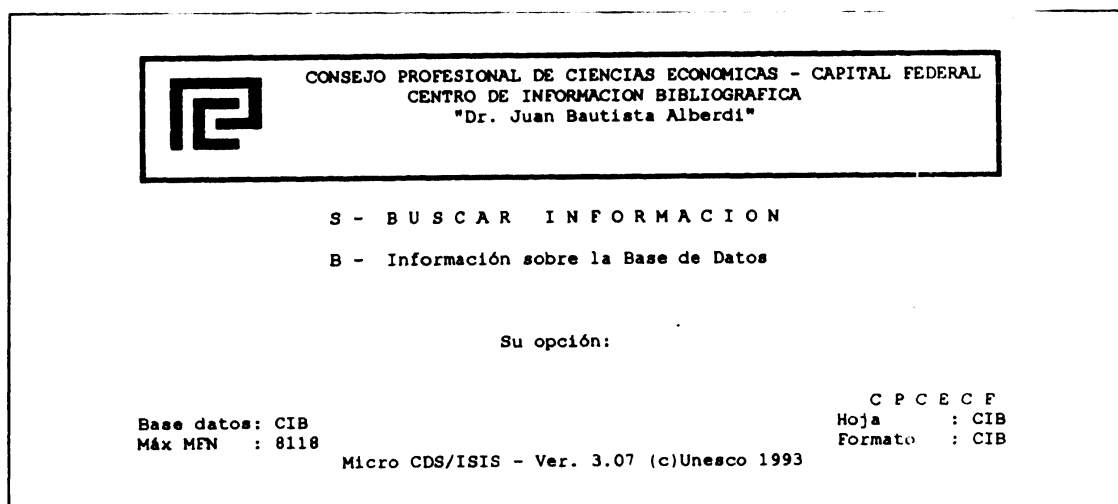 CONSEJO PROFESIONAL DE CIENCIAS ECONOMICAS - CAPITAL FEDERAL
CENTRO DE INFORMACION BIBLIOGRAFICA
"Dr. Juan Bautista Alberdi"
S - B U S C A R I N F O R M A C I O N
B - Información sobre la Base de Datos
Su opción:
C P C E C F
Base datos: CIB Hoja : CIB
Máx MFN : 8118 Formato : CIB
Micro CDS/ISIS - Ver. 3.07 (c)Unesco 1993